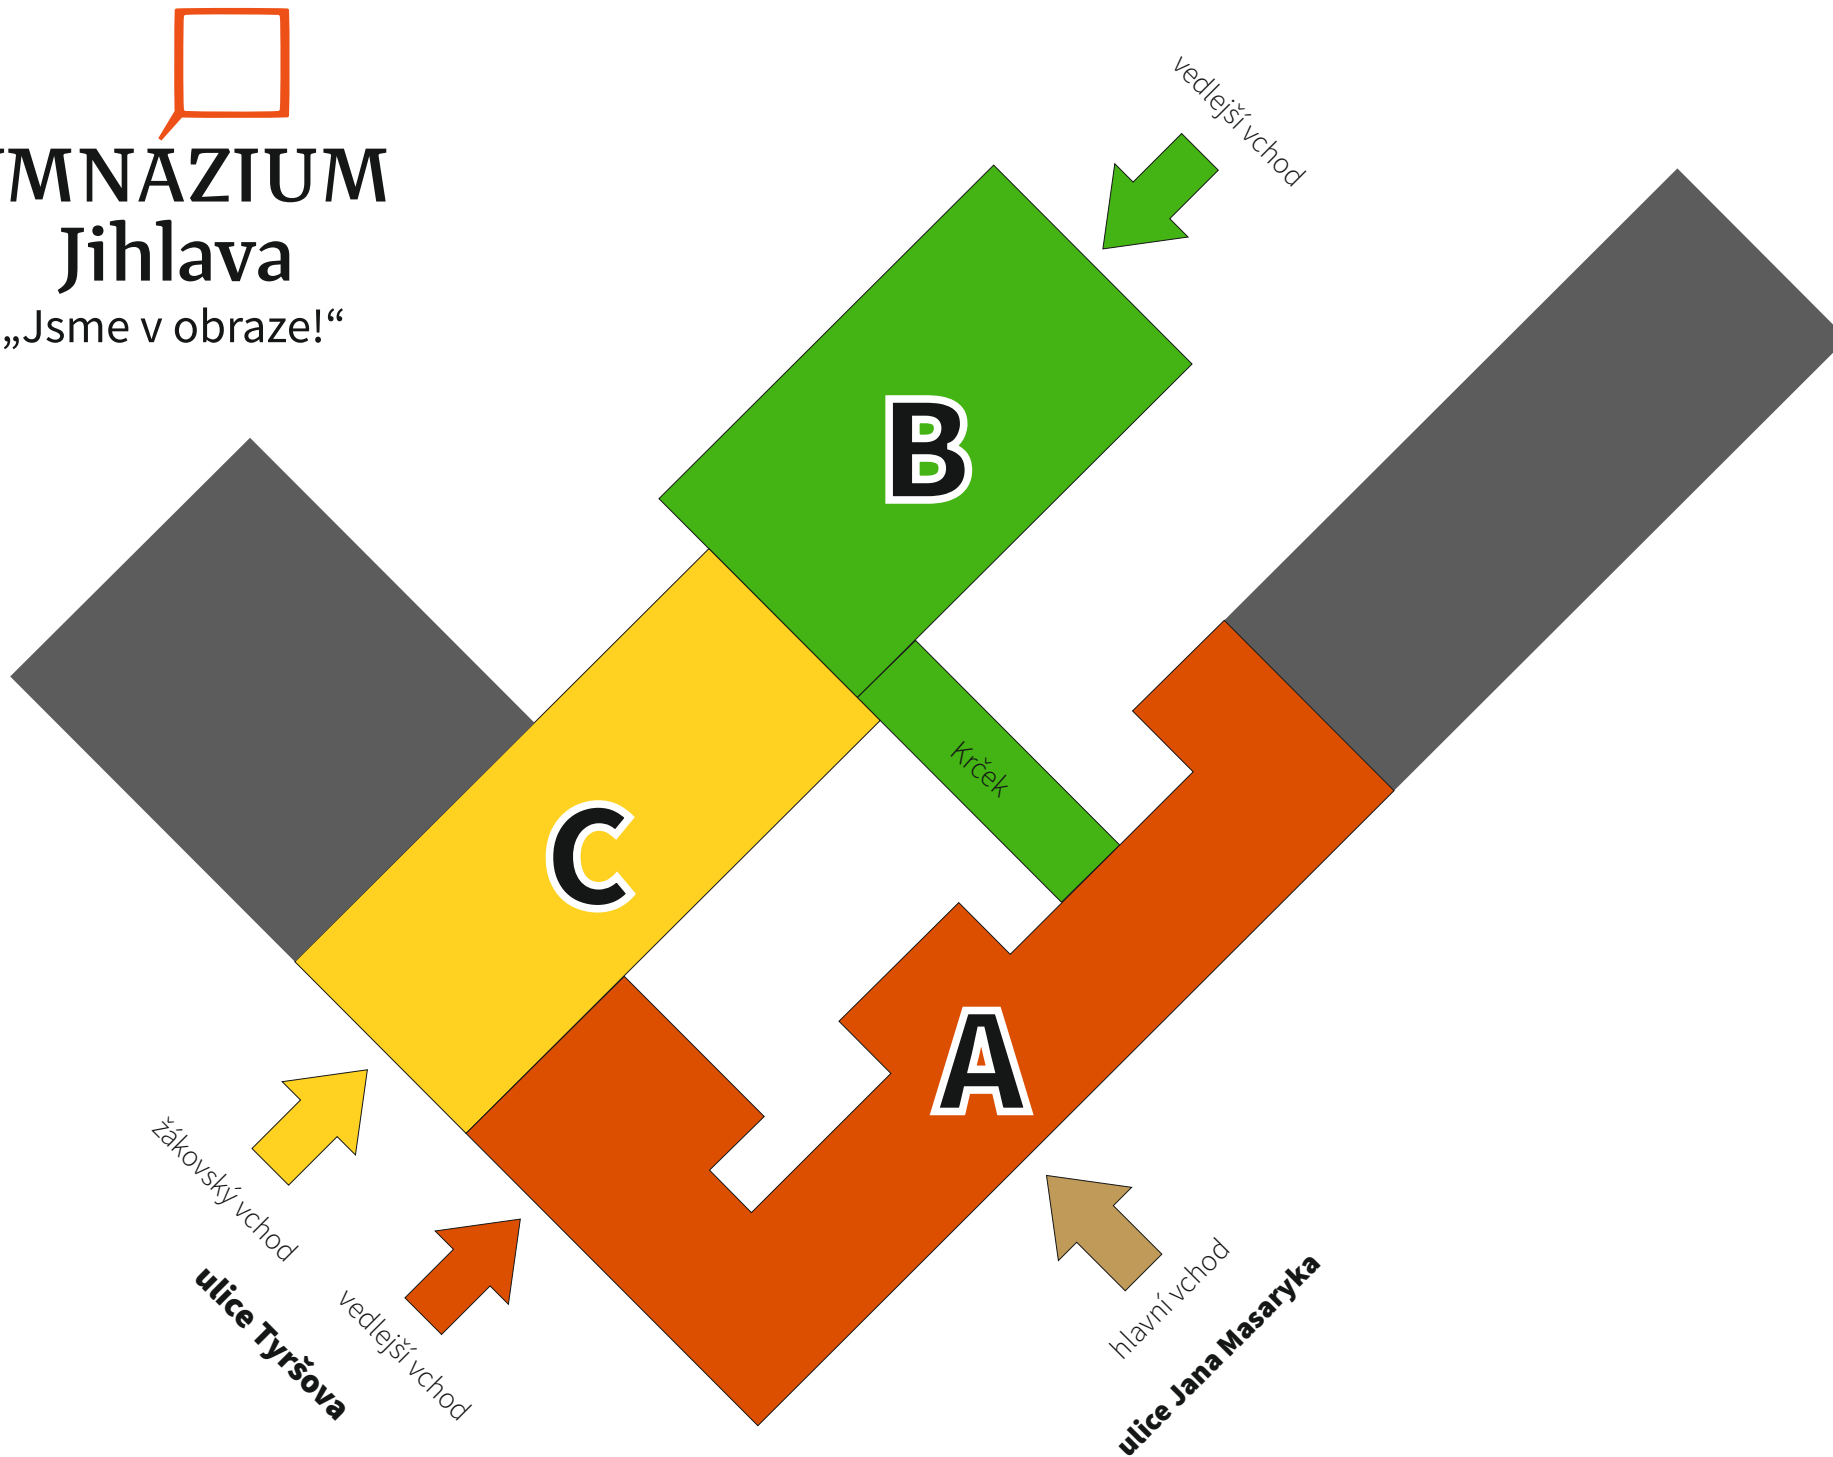 MNÁZIUM
Jihlava
„Jsme v obraze!“
vedlejší vchod
B
Krček
C
A
žákovský vchod
ulice Tyršova
vedlejší vchod
hlavní vchod
ulice Jana Masaryka